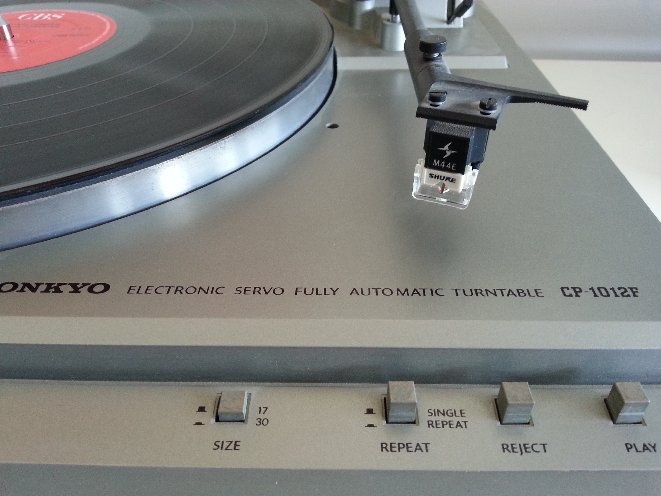 CBS
M44E
SHURE
ONKYO ELECTRONIC SERVO FULLY AUTOMATIC TURNTABLE CP-1012F
17
30
SIZE
SINGLE
REPEAT
REPEAT
REJECT
PLAY